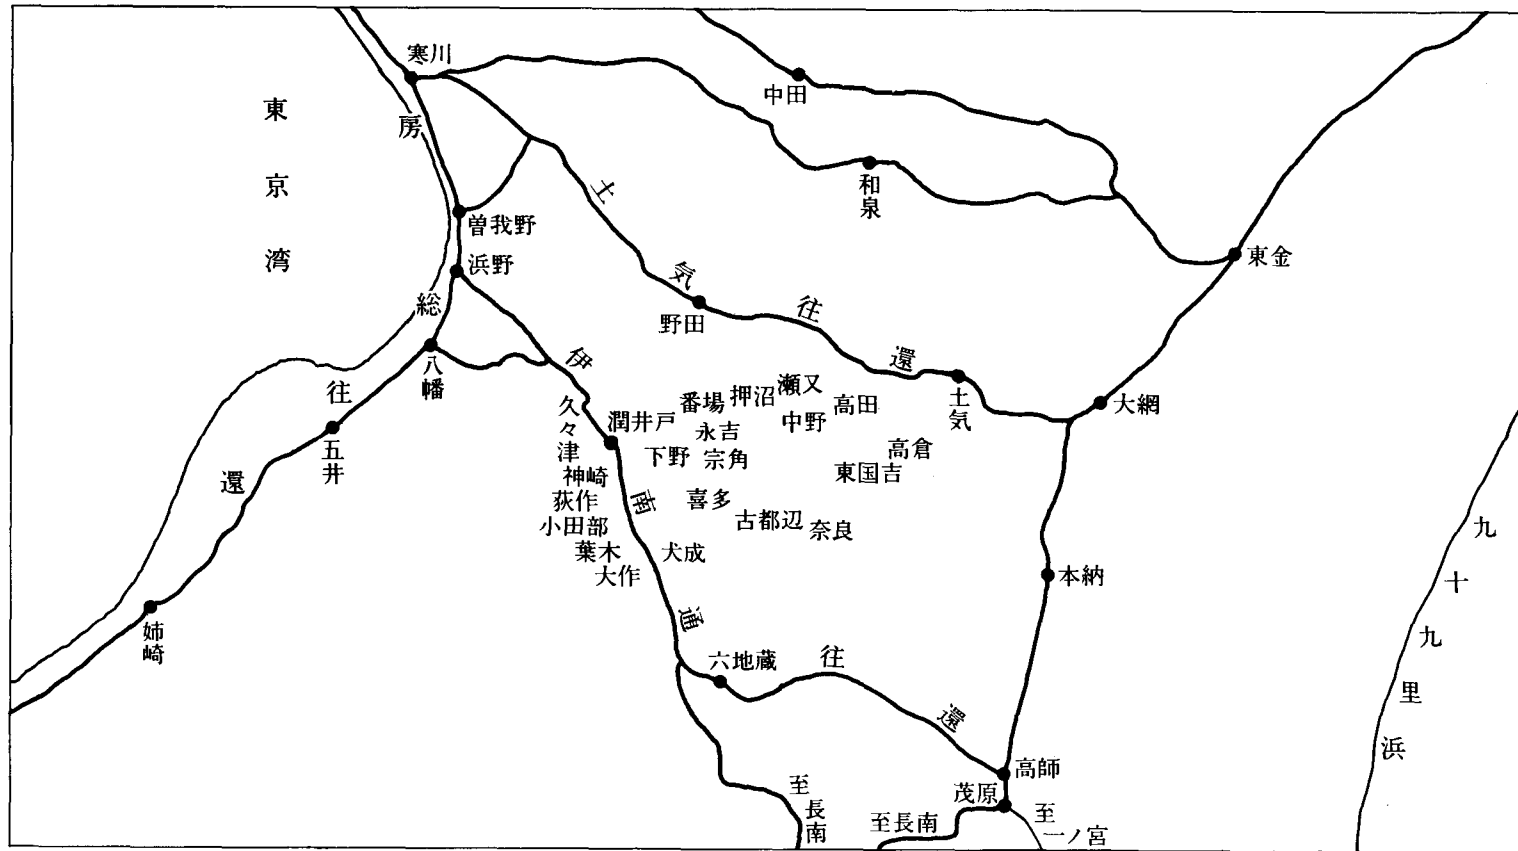 東京湾
寒川
房総往還
曽我野
浜野
八幡
五井
姉崎
中田
和泉
東金
土気往還
野田
土気
大網
伊南通往還
久々津
潤井戸
番場
押沼
瀬又
中野
高田
永吉
下野
宗角
高倉
東国吉
神崎
荻作
小田部
葉木
大作
喜多
古都辺
奈良
犬成
本納
六地蔵
高師
茂原
至長南
至長南
至一ノ宮
九十九里浜